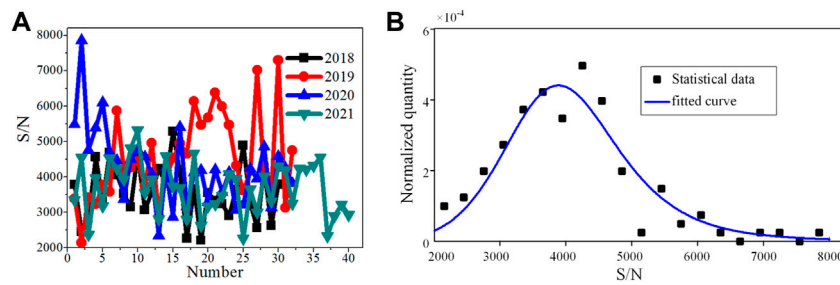 A
S/N
8000
7000
6000
5000
4000
3000
2000
0 5 10 15 20 25 30 35 40
Number
2018
2019
2020
2021
B
×10⁻⁴
Normalized quantity
6
4
2
0
2000 3000 4000 5000 6000 7000 8000
S/N
Statistical data
fitted curve